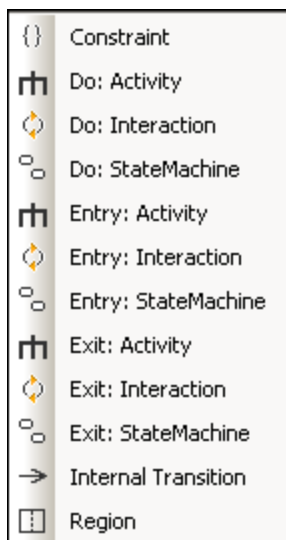 {} Constraint
Do: Activity
Do: Interaction
Do: StateMachine
Entry: Activity
Entry: Interaction
Entry: StateMachine
Exit: Activity
Exit: Interaction
Exit: StateMachine
Internal Transition
Region